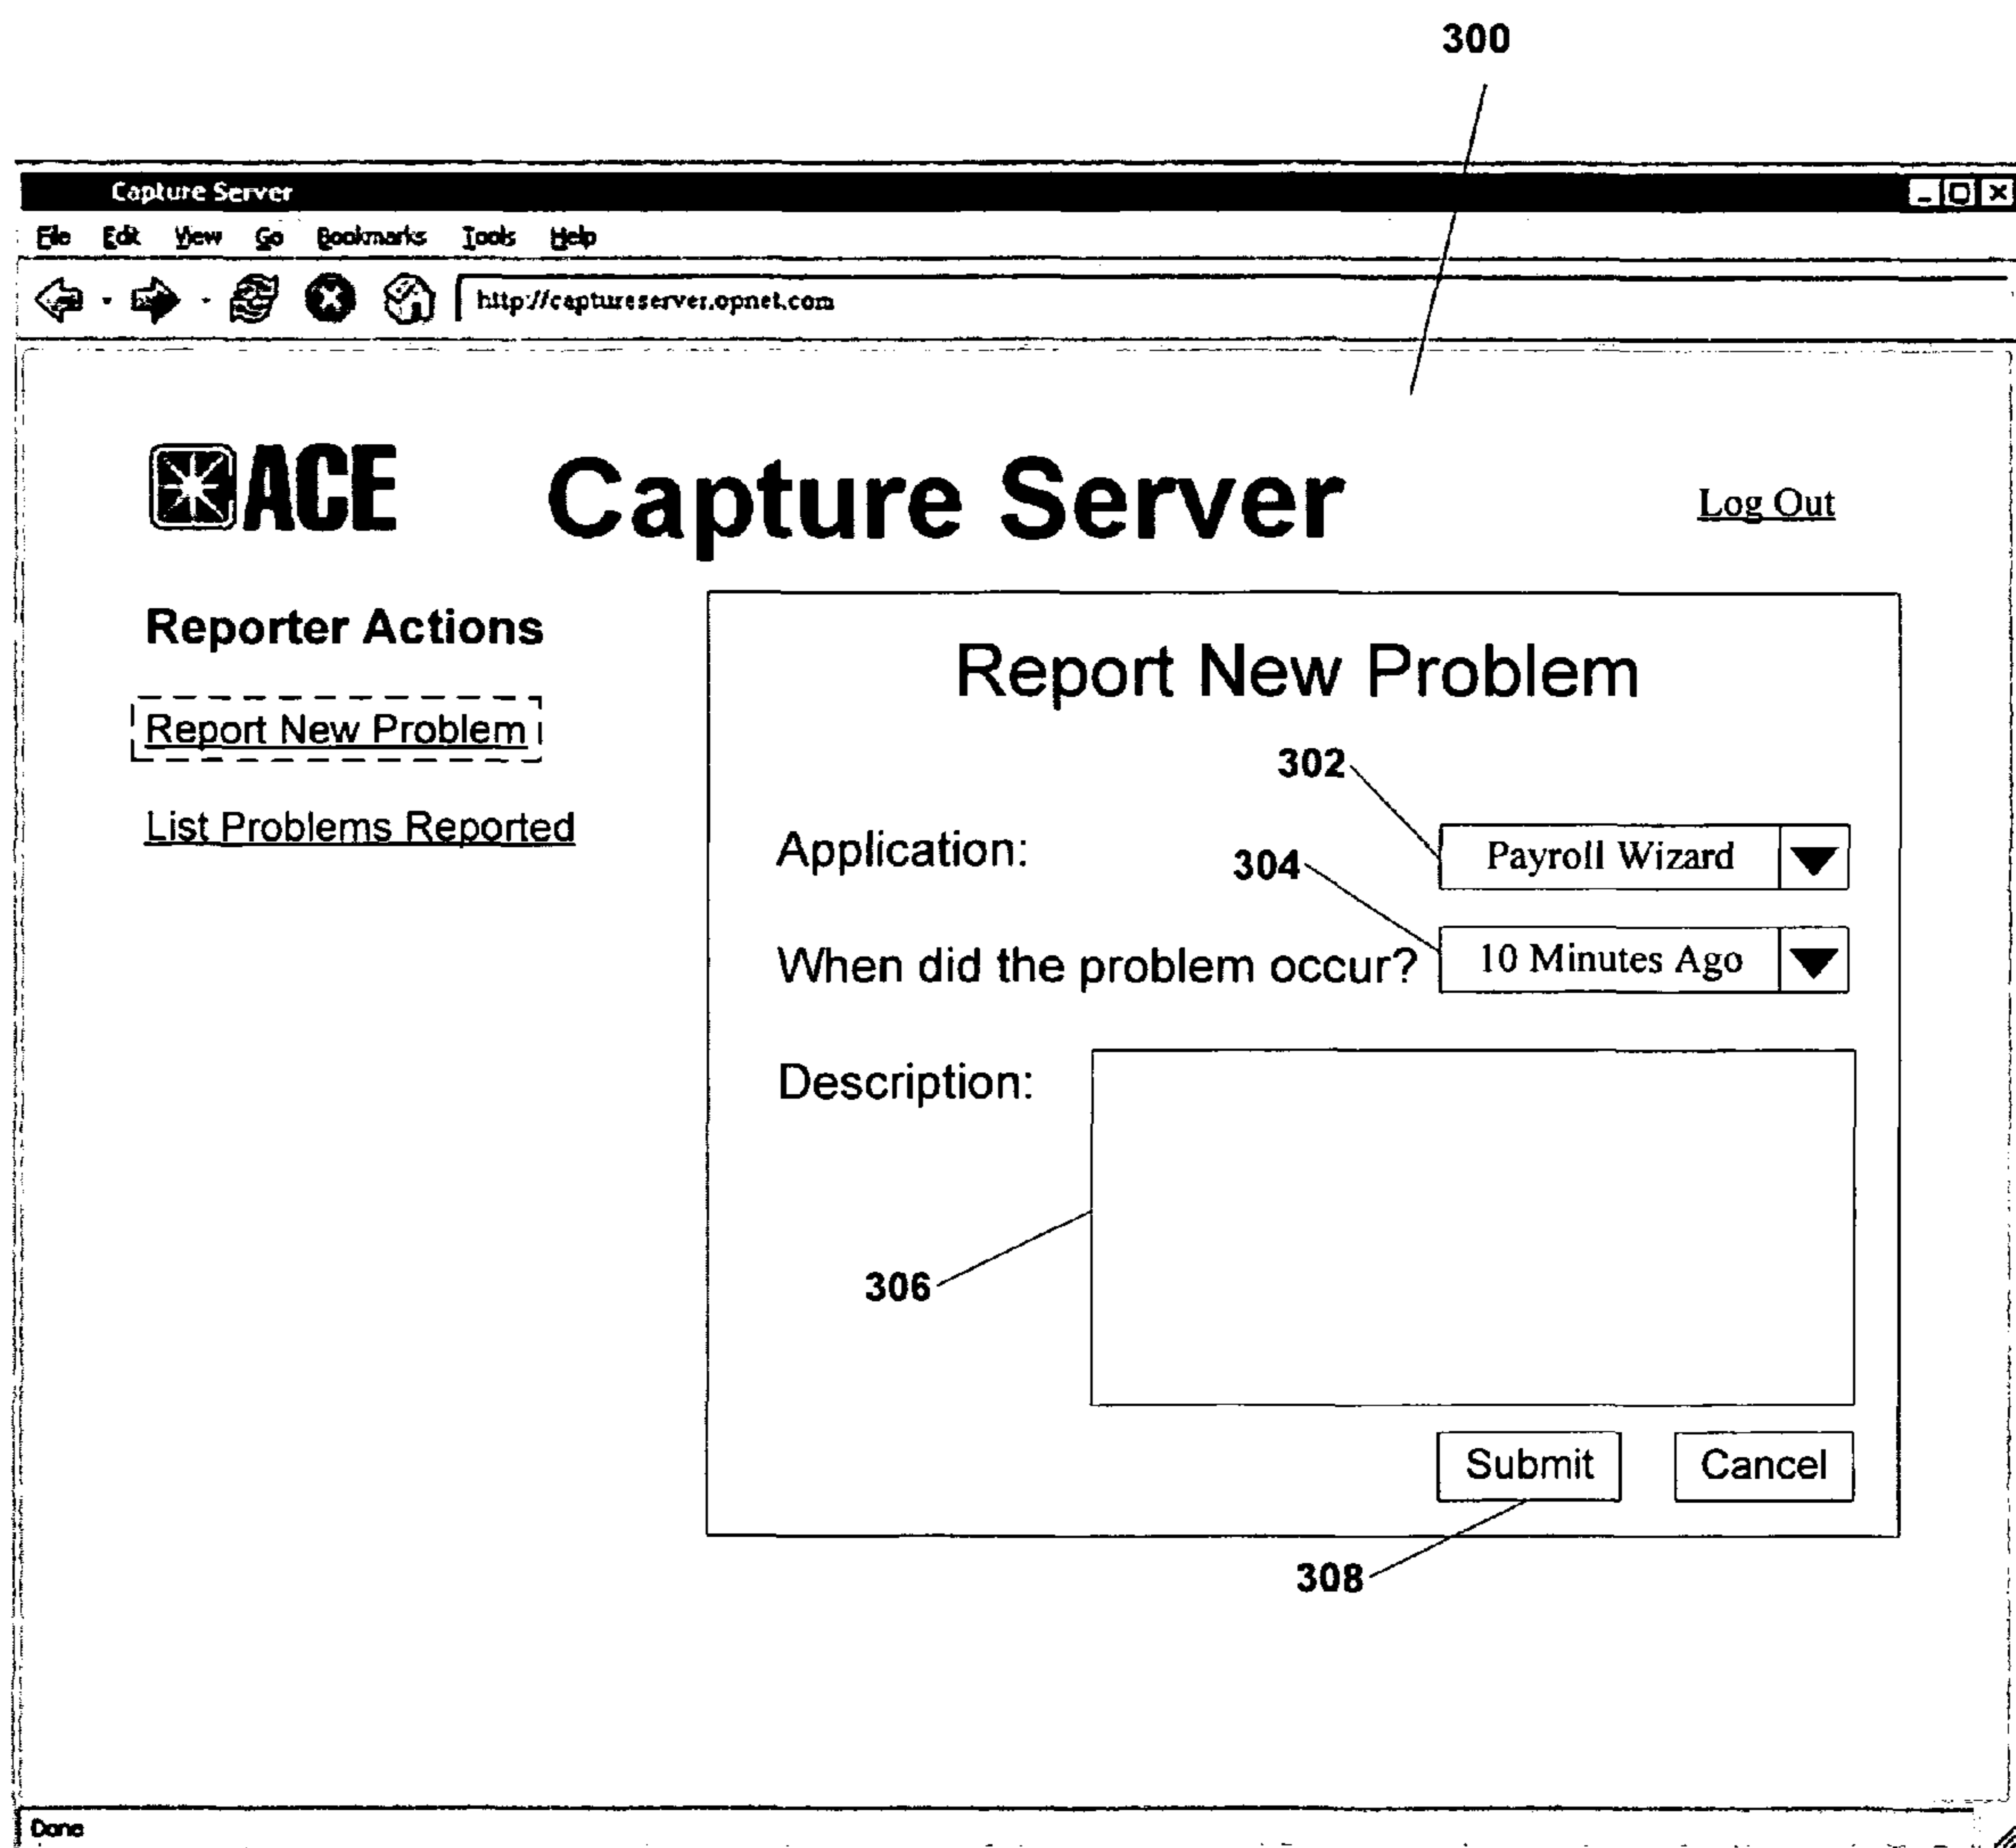 300
Capture Server
File Edit View Go Bookmarks Tools Help
http://captureserver.opnet.com
ACE Capture Server Log Out
Reporter Actions
Report New Problem
List Problems Reported
Report New Problem
302
Application: Payroll Wizard
304
When did the problem occur? 10 Minutes Ago
Description:
306
Submit Cancel
308
Done